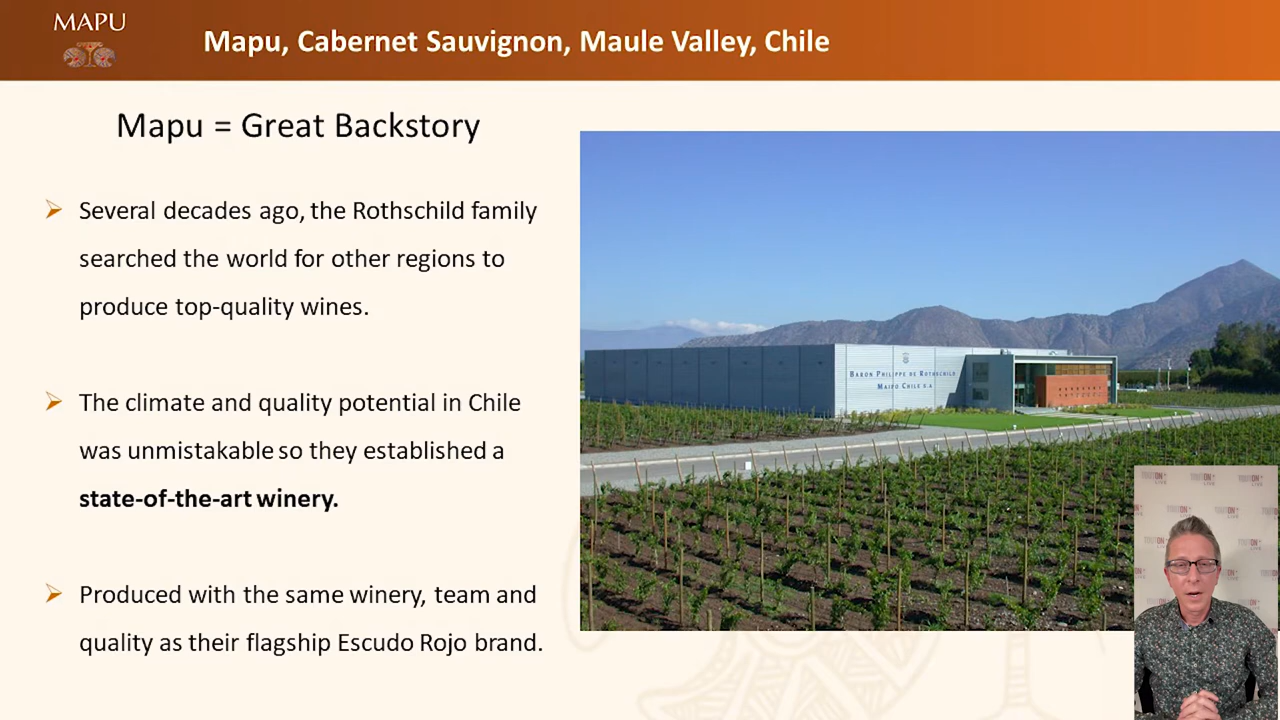 MAPU
Mapu, Cabernet Sauvignon, Maule Valley, Chile
Mapu = Great Backstory
Several decades ago, the Rothschild family
searched the world for other regions to
produce top-quality wines.
The climate and quality potential in Chile
was unmistakable so they established a
state-of-the-art winery.
Produced with the same winery, team and
quality as their flagship Escudo Rojo brand.
BARON PHILIPPE DE ROTHSCHILD
MAIPO CHILE S.A